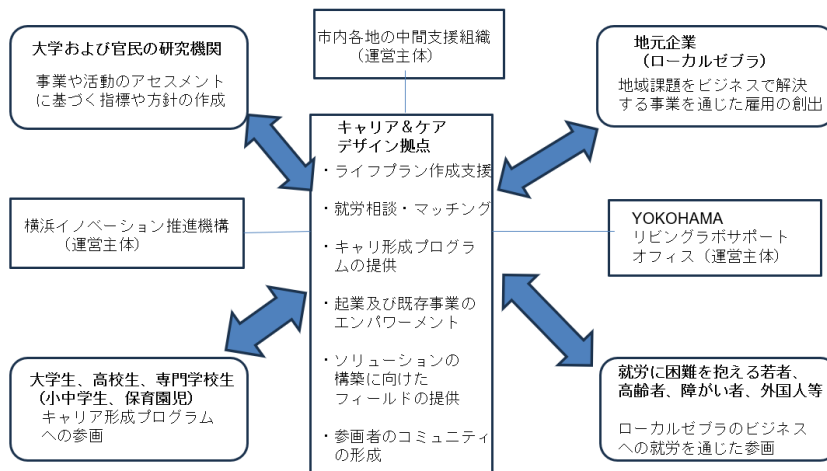 大学および官民の研究機関
事業や活動のアセスメント
に基づく指標や方針の作成
市内各地の中間支援組織
（運営主体）
地元企業
（ローカルゼブラ）
地域課題をビジネスで解決
する事業を通じた雇用の創出
キャリア＆ケア
デザイン拠点
・ライフプラン作成支援
・就労相談・マッチング
・キャリ形成プログラ
ムの提供
・起業及び既存事業の
エンパワーメント
・ソリューションの
構築に向けた
フィールドの提供
・参画者のコミュニティ
の形成
横浜イノベーション推進機構
（運営主体）
YOKOHAMA
リビングラボサポート
オフィス（運営主体）
大学生、高校生、専門学校生
（小中学生、保育園児）
キャリア形成プログラム
への参画
就労に困難を抱える若者、
高齢者、障がい者、外国人等
ローカルゼブラのビジネス
への就労を通じた参画